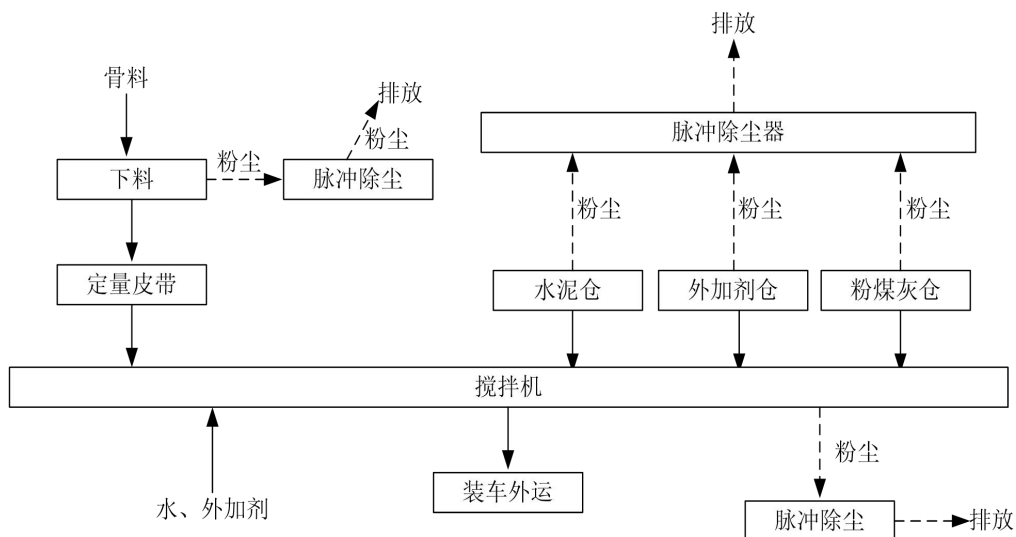 排放
骨料
排放
粉尘
脉冲除尘器
粉尘
下料
脉冲除尘
粉尘
粉尘
粉尘
定量皮带
水泥仓
外加剂仓
粉煤灰仓
搅拌机
粉尘
装车外运
水、外加剂
脉冲除尘
排放